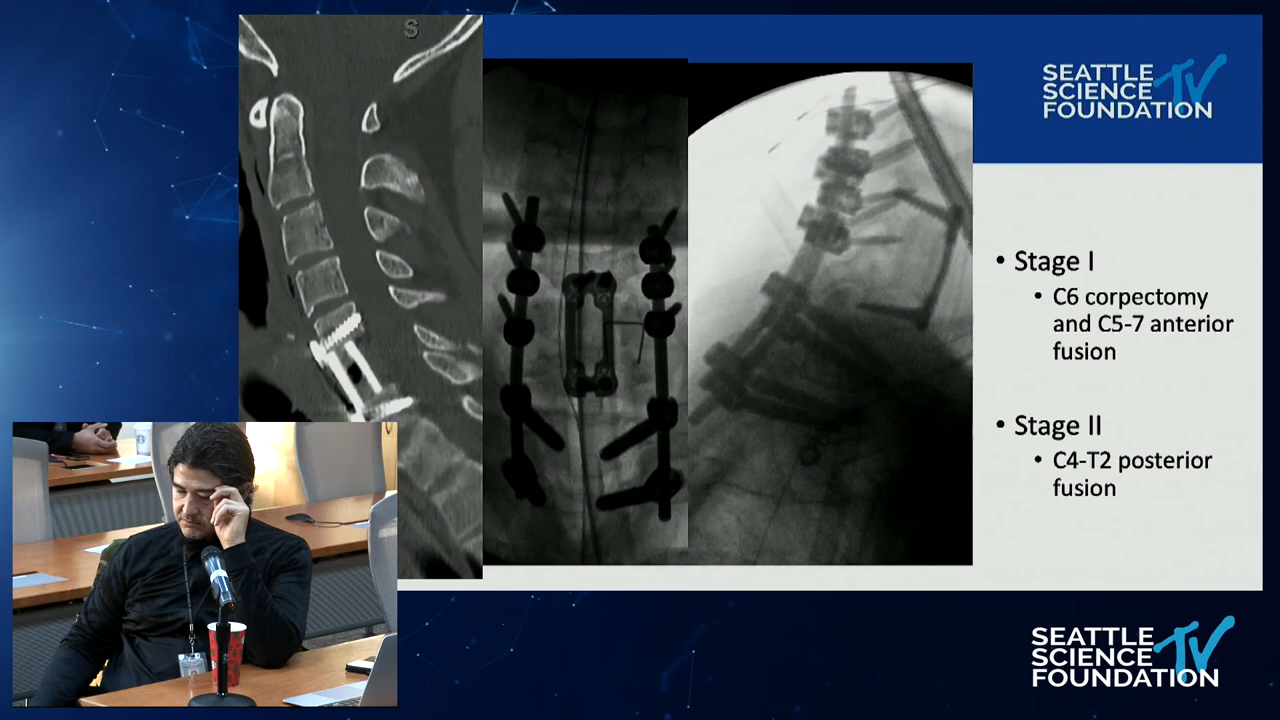 S
SEATTLE
SCIENCE TV
FOUNDATION
• Stage I
• C6 corpectomy
and C5-7 anterior
fusion
• Stage II
• C4-T2 posterior
fusion
SEATTLE
SCIENCE TV
FOUNDATION